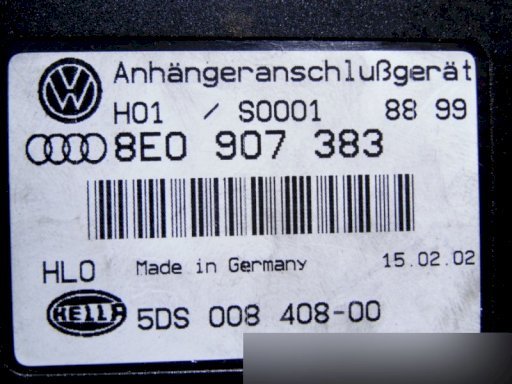 Anhängeranschlußgerät
H01 / S0001 88 99
8E0 907 383
HLO Made in Germany 15.02.02
HELLA 5DS 008 408-00